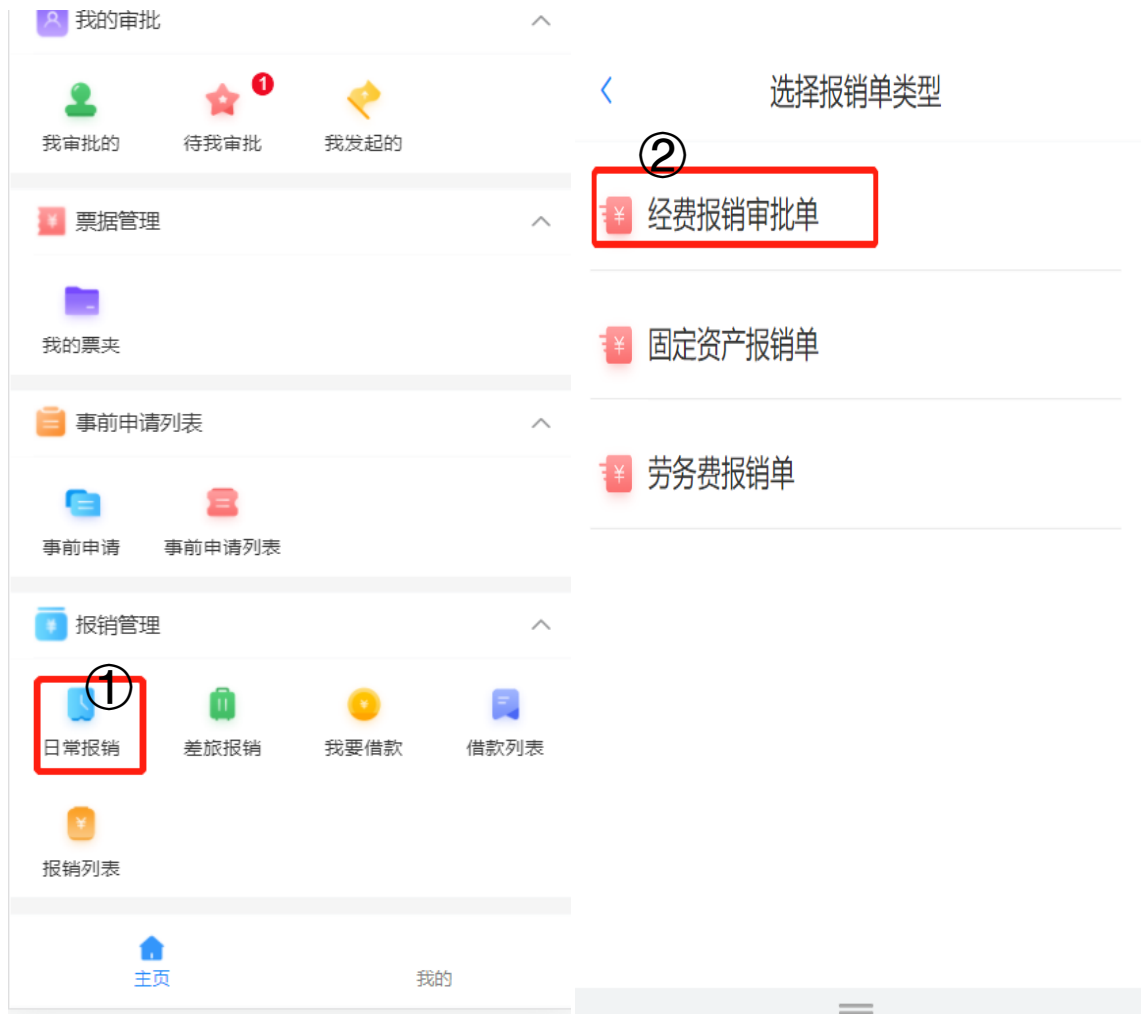 我的审批
1
我审批的
待我审批
我发起的
票据管理
我的票夹
事前申请列表
事前申请
事前申请列表
报销管理
①
日常报销
差旅报销
我要借款
借款列表
报销列表
主页
我的
选择报销单类型
②
经费报销审批单
固定资产报销单
劳务费报销单